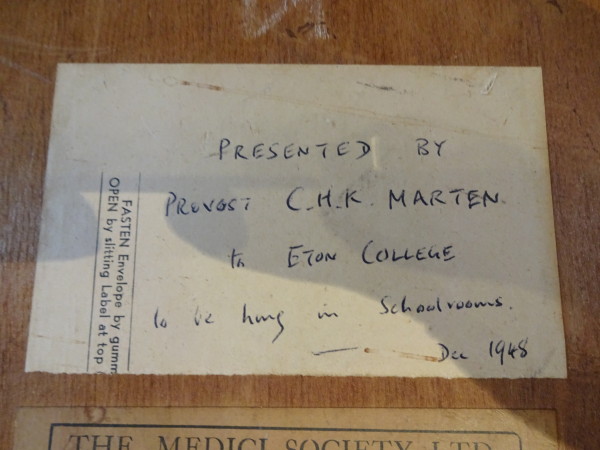 PRESENTED BY
PROVOST C.H.K. MARTEN.
to ETON COLLEGE
to be hung in Schoolrooms.
Dec 1948
FASTEN Envelope by gumm
OPEN by slitting Label at top
THE MEDICI SOCIETY LTD.